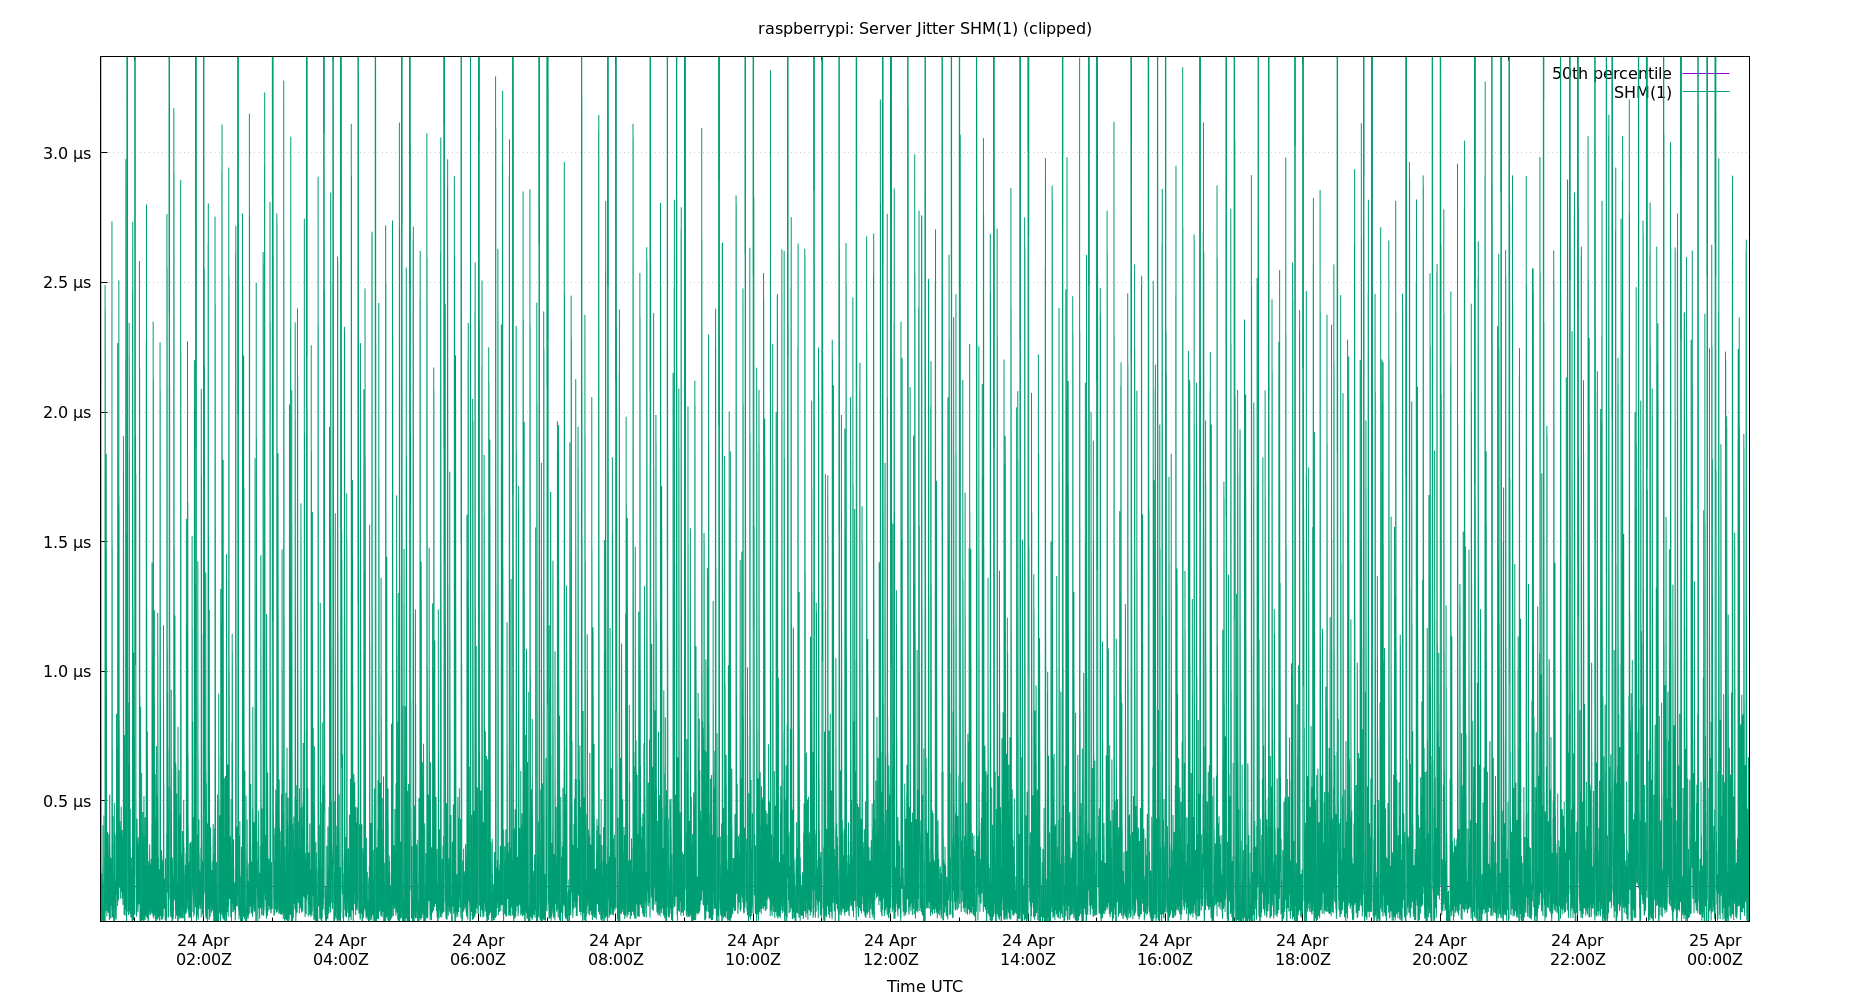 raspberrypi: Server Jitter SHM(1) (clipped)
50th percentile
SHM(1)
3.0 µs
2.5 µs
2.0 µs
1.5 µs
1.0 µs
0.5 µs
24 Apr 24 Apr 24 Apr 24 Apr 24 Apr 24 Apr 24 Apr 24 Apr 24 Apr 24 Apr 24 Apr 25 Apr
02:00Z 04:00Z 06:00Z 08:00Z 10:00Z 12:00Z 14:00Z 16:00Z 18:00Z 20:00Z 22:00Z 00:00Z
Time UTC